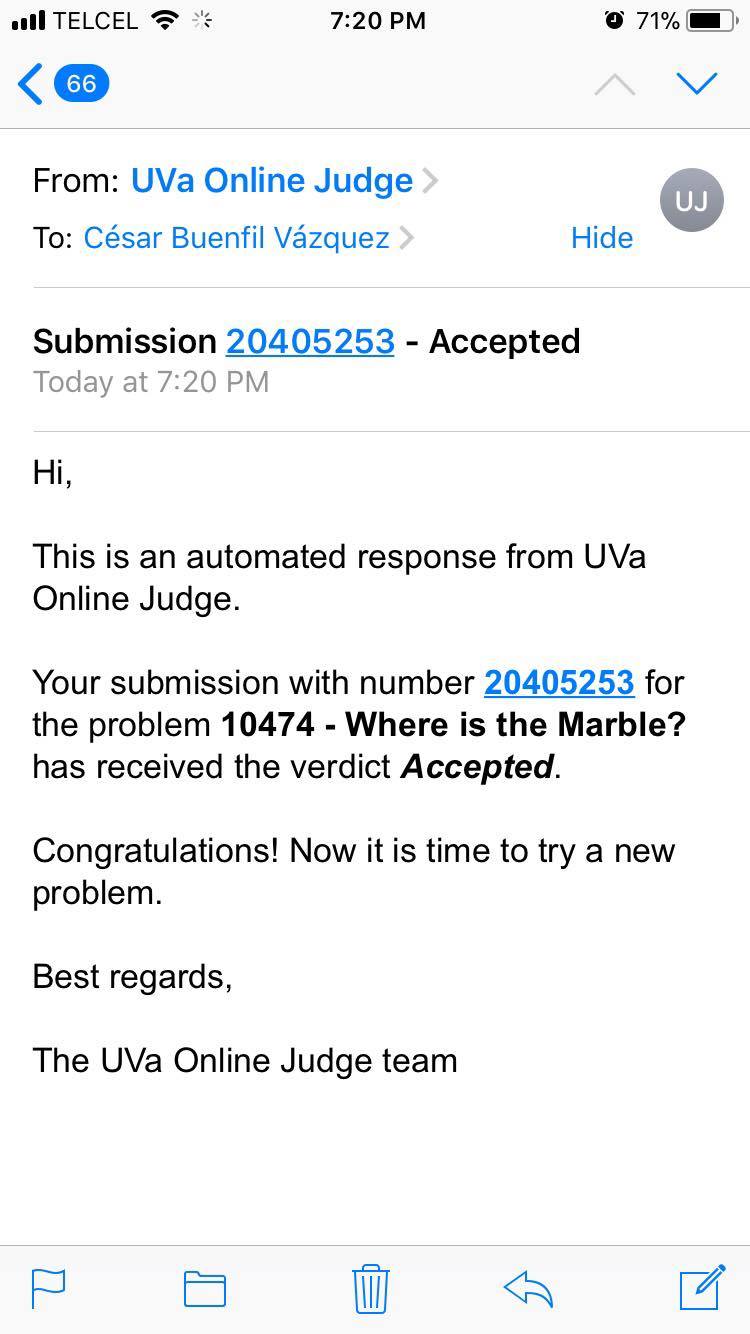 TELCEL 7:20 PM 71%
66
From: UVa Online Judge
UJ
To: César Buenfil Vázquez Hide
Submission 20405253 - Accepted
Today at 7:20 PM
Hi,
This is an automated response from UVa
Online Judge.
Your submission with number 20405253 for
the problem 10474 - Where is the Marble?
has received the verdict Accepted.
Congratulations! Now it is time to try a new
problem.
Best regards,
The UVa Online Judge team